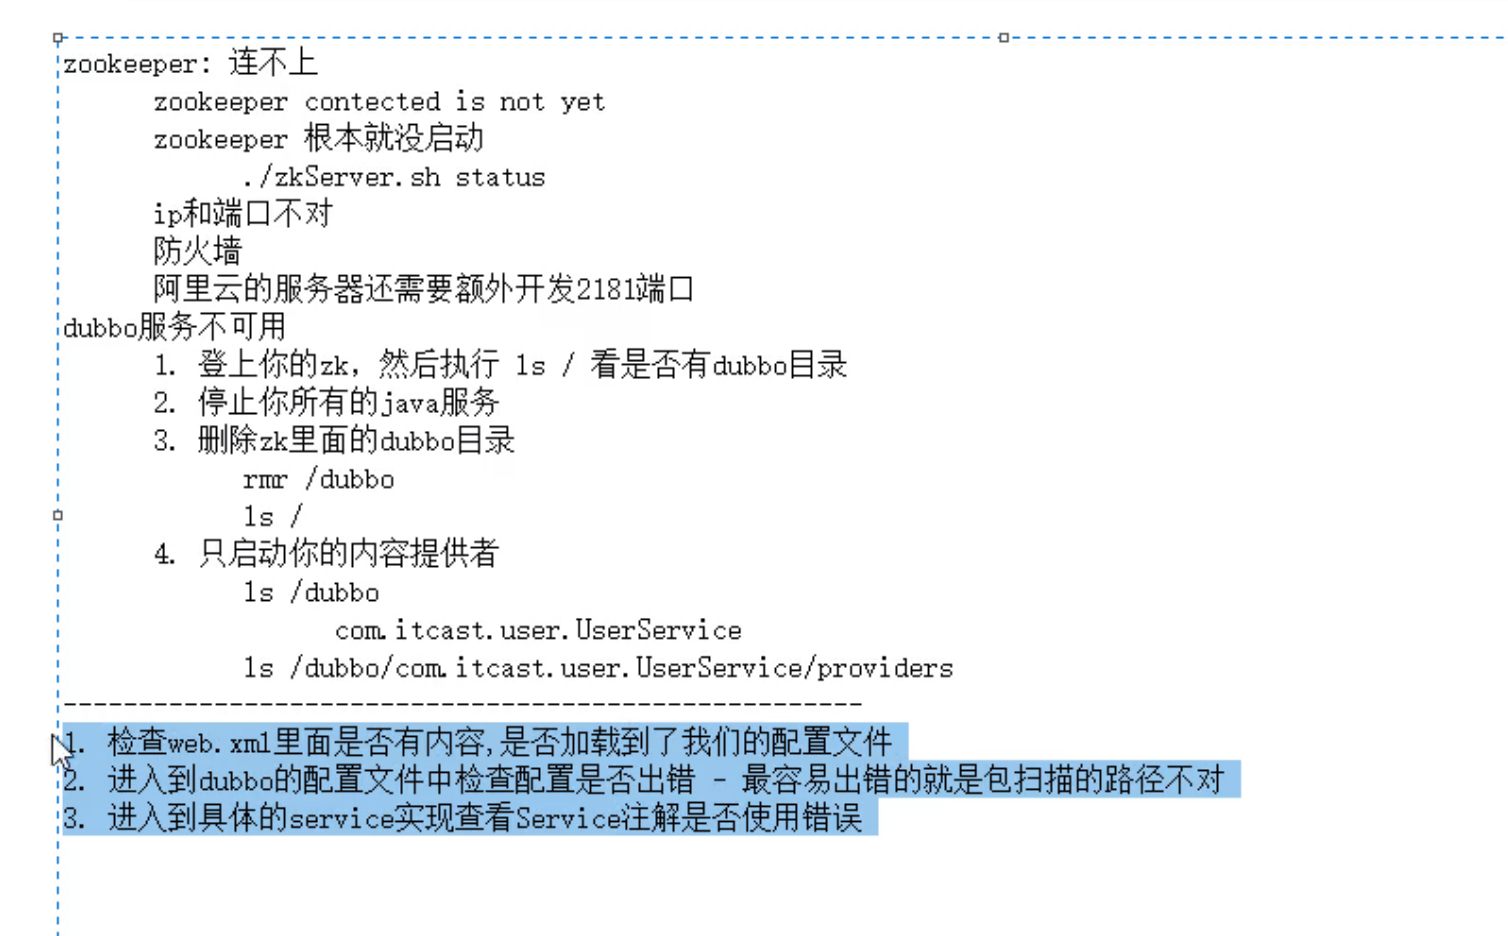 zookeeper: 连不上
zookeeper contected is not yet
zookeeper 根本就没启动
./zkServer.sh status
ip和端口不对
防火墙
阿里云的服务器还需要额外开发2181端口
dubbo服务不可用
1. 登上你的zk，然后执行 ls / 看是否有dubbo目录
2. 停止你所有的java服务
3. 删除zk里面的dubbo目录
rmr /dubbo
ls /
4. 只启动你的内容提供者
ls /dubbo
com.itcast.user.UserService
ls /dubbo/com.itcast.user.UserService/providers
-----------------------------------------------------
1. 检查web.xml里面是否有内容,是否加载到了我们的配置文件
2. 进入到dubbo的配置文件中检查配置是否出错 - 最容易出错的就是包扫描的路径不对
3. 进入到具体的service实现查看Service注解是否使用错误